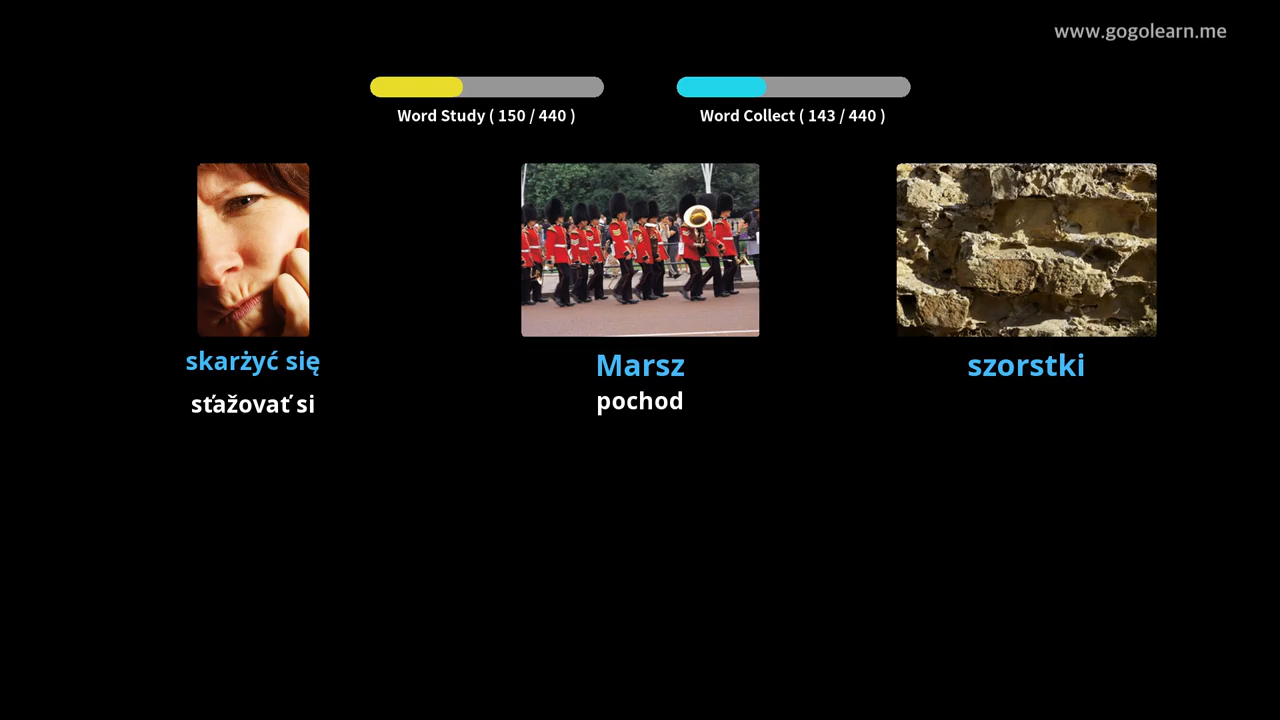 www.gogolearn.me
Word Study ( 150 / 440 )
Word Collect ( 143 / 440 )
skarżyć się
sťažovať si
Marsz
pochod
szorstki